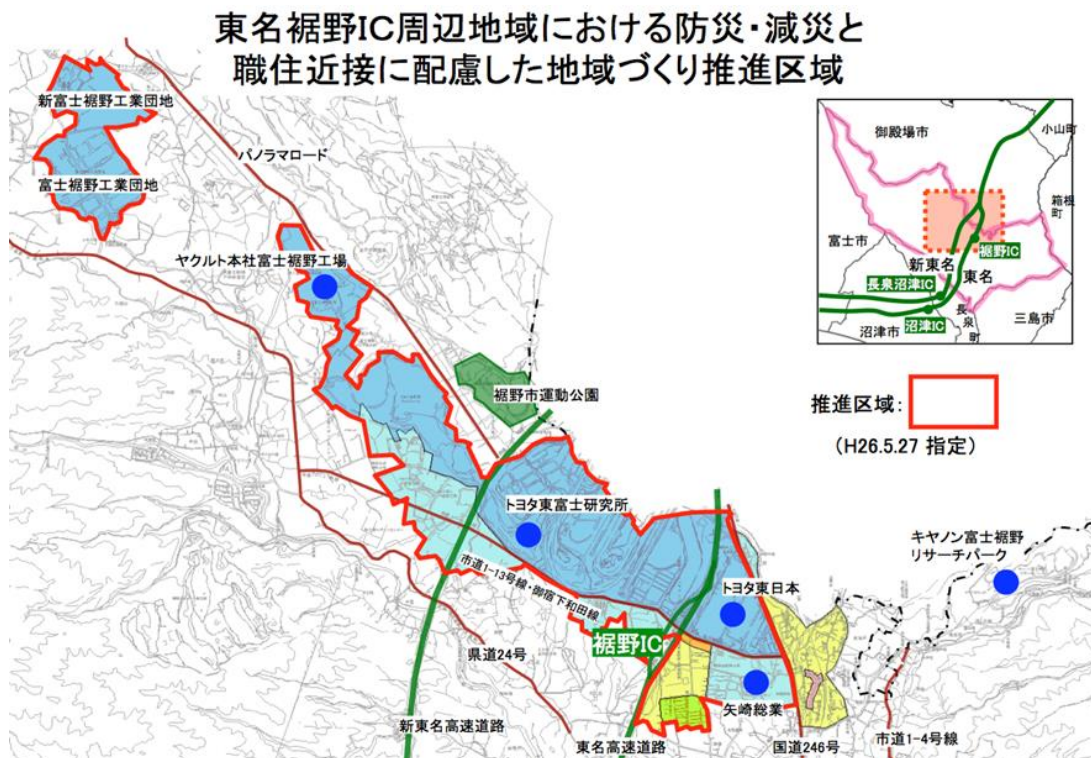 東名裾野IC周辺地域における防災・減災と
職住近接に配慮した地域づくり推進区域
新富士裾野工業団地
富士裾野工業団地
パノラマロード
ヤクルト本社富士裾野工場
裾野市運動公園
トヨタ東富士研究所
市道1-13号線・御宿下和田線
県道24号
新東名高速道路
裾野IC
トヨタ東日本
矢崎総業
東名高速道路
国道246号
市道1-4号線
キヤノン富士裾野
リサーチパーク
御殿場市
小山町
箱根
町
富士市
裾野IC
新東名
東名
長泉沼津IC
沼津IC
沼津市
長
泉
町
三島市
推進区域:
(H26.5.27 指定)